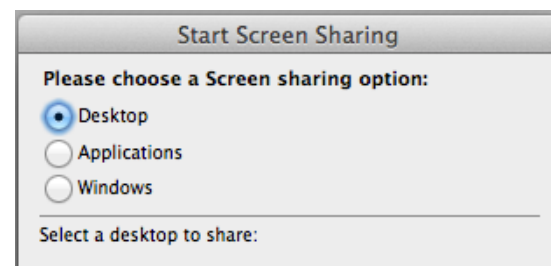 Start Screen Sharing
Please choose a Screen sharing option:
Desktop
Applications
Windows
Select a desktop to share: